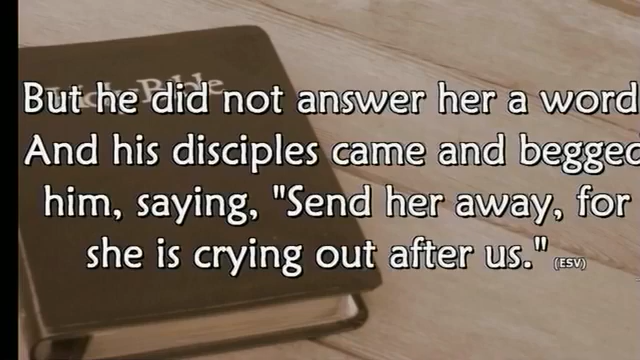 Holy Bible
But he did not answer her a word
And his disciples came and begged
him, saying, "Send her away, for
she is crying out after us." (ESV)